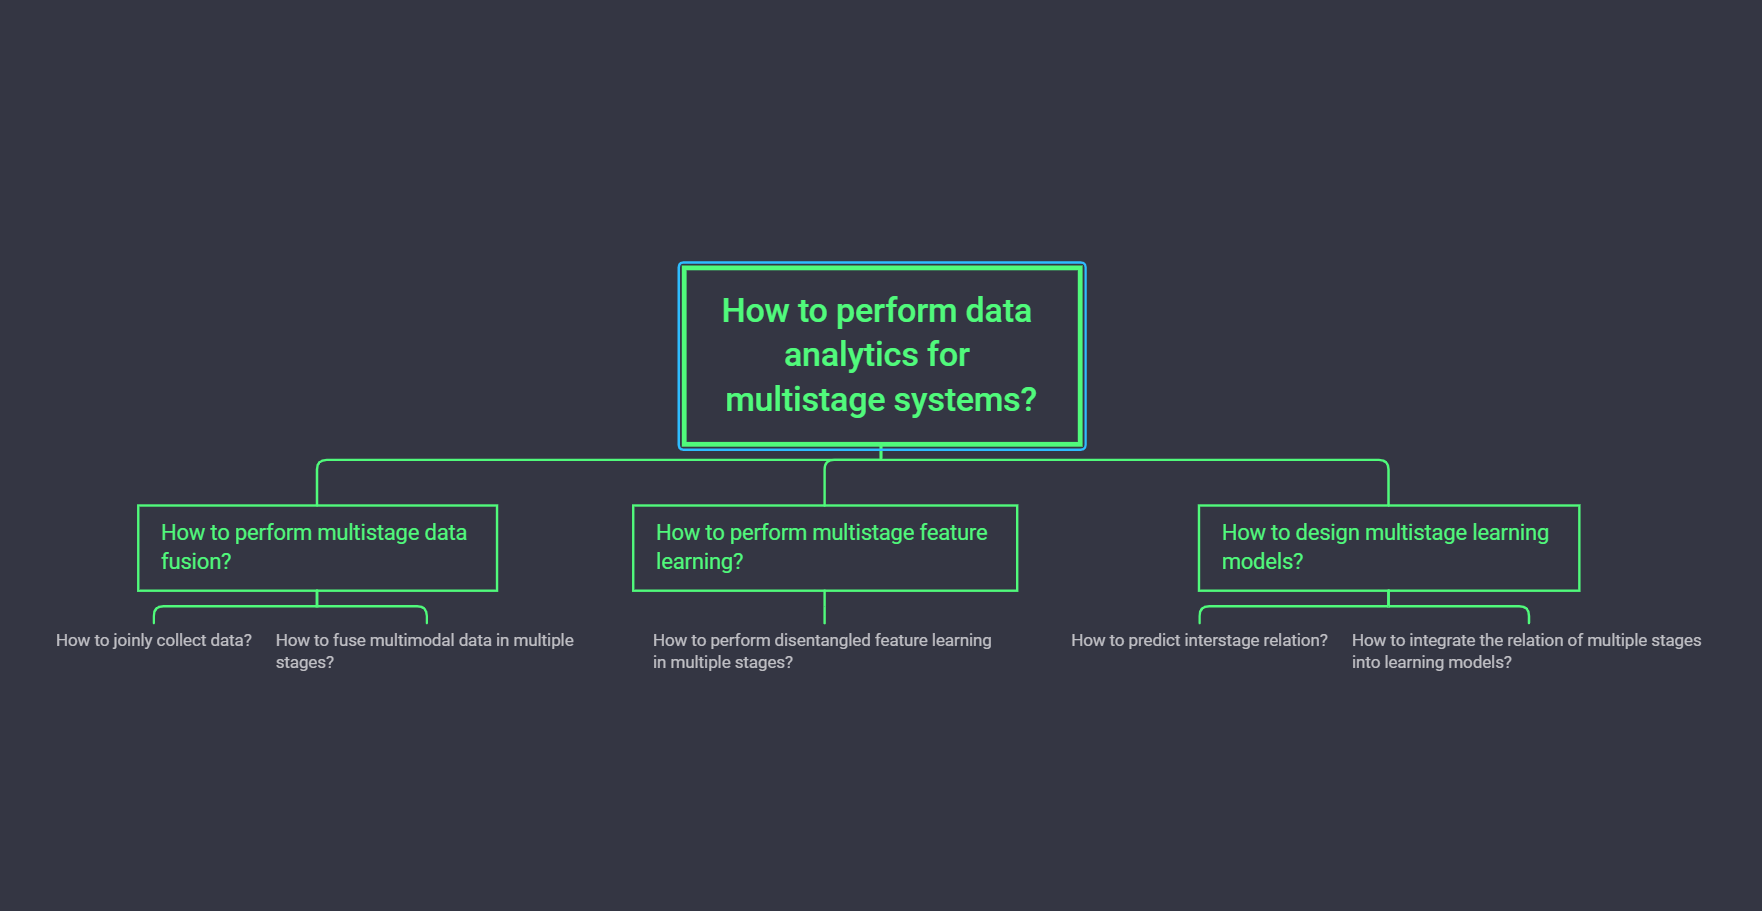 How to perform data
analytics for
multistage systems?
How to perform multistage data
fusion?
How to perform multistage feature
learning?
How to design multistage learning
models?
How to joinly collect data?
How to fuse multimodal data in multiple
stages?
How to perform disentangled feature learning
in multiple stages?
How to predict interstage relation?
How to integrate the relation of multiple stages
into learning models?